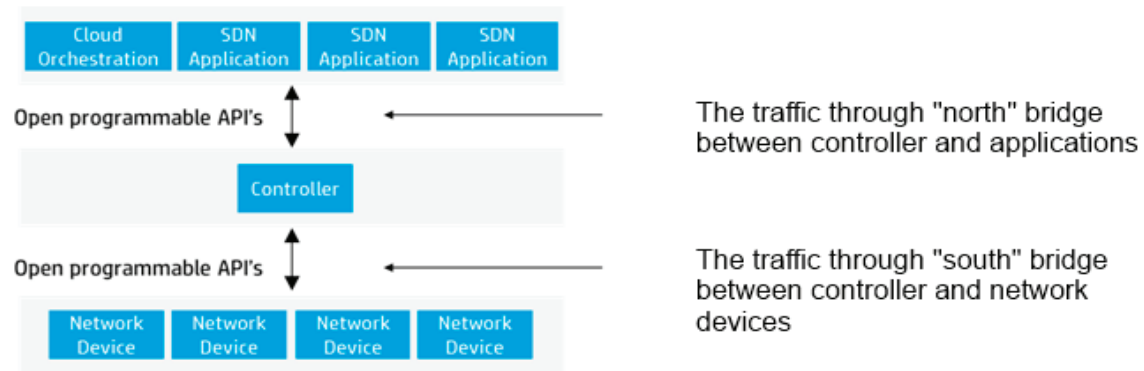 Cloud
Orchestration
SDN
Application
SDN
Application
SDN
Application
Open programmable API's
The traffic through "north" bridge
between controller and applications
Controller
Open programmable API's
The traffic through "south" bridge
between controller and network
devices
Network
Device
Network
Device
Network
Device
Network
Device